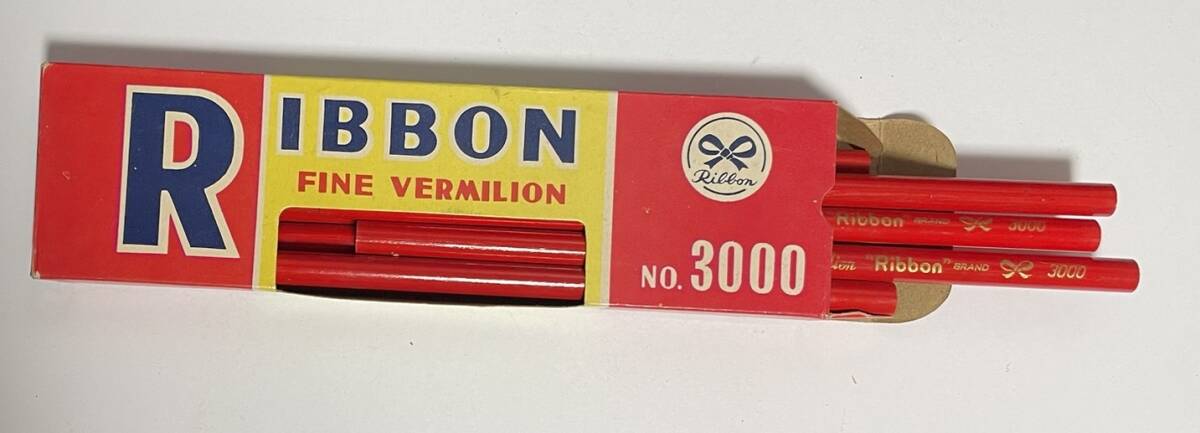 RIBBON
FINE VERMILION
Ribbon
NO. 3000
"Ribbon" BRAND 3000
"Ribbon" BRAND 3000